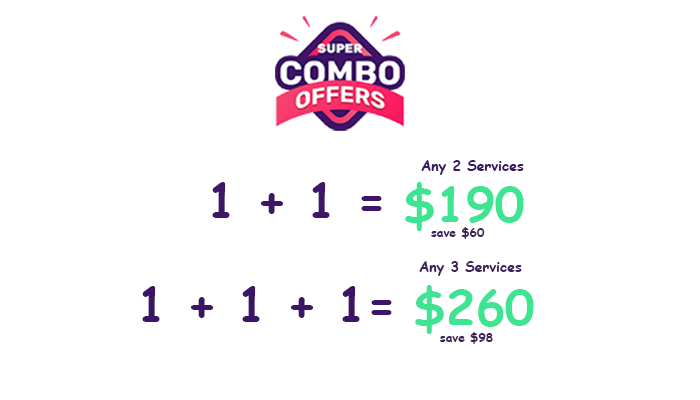 SUPER
COMBO
OFFERS
Any 2 Services
1 + 1 = $190
save $60
Any 3 Services
1 + 1 + 1 = $260
save $98